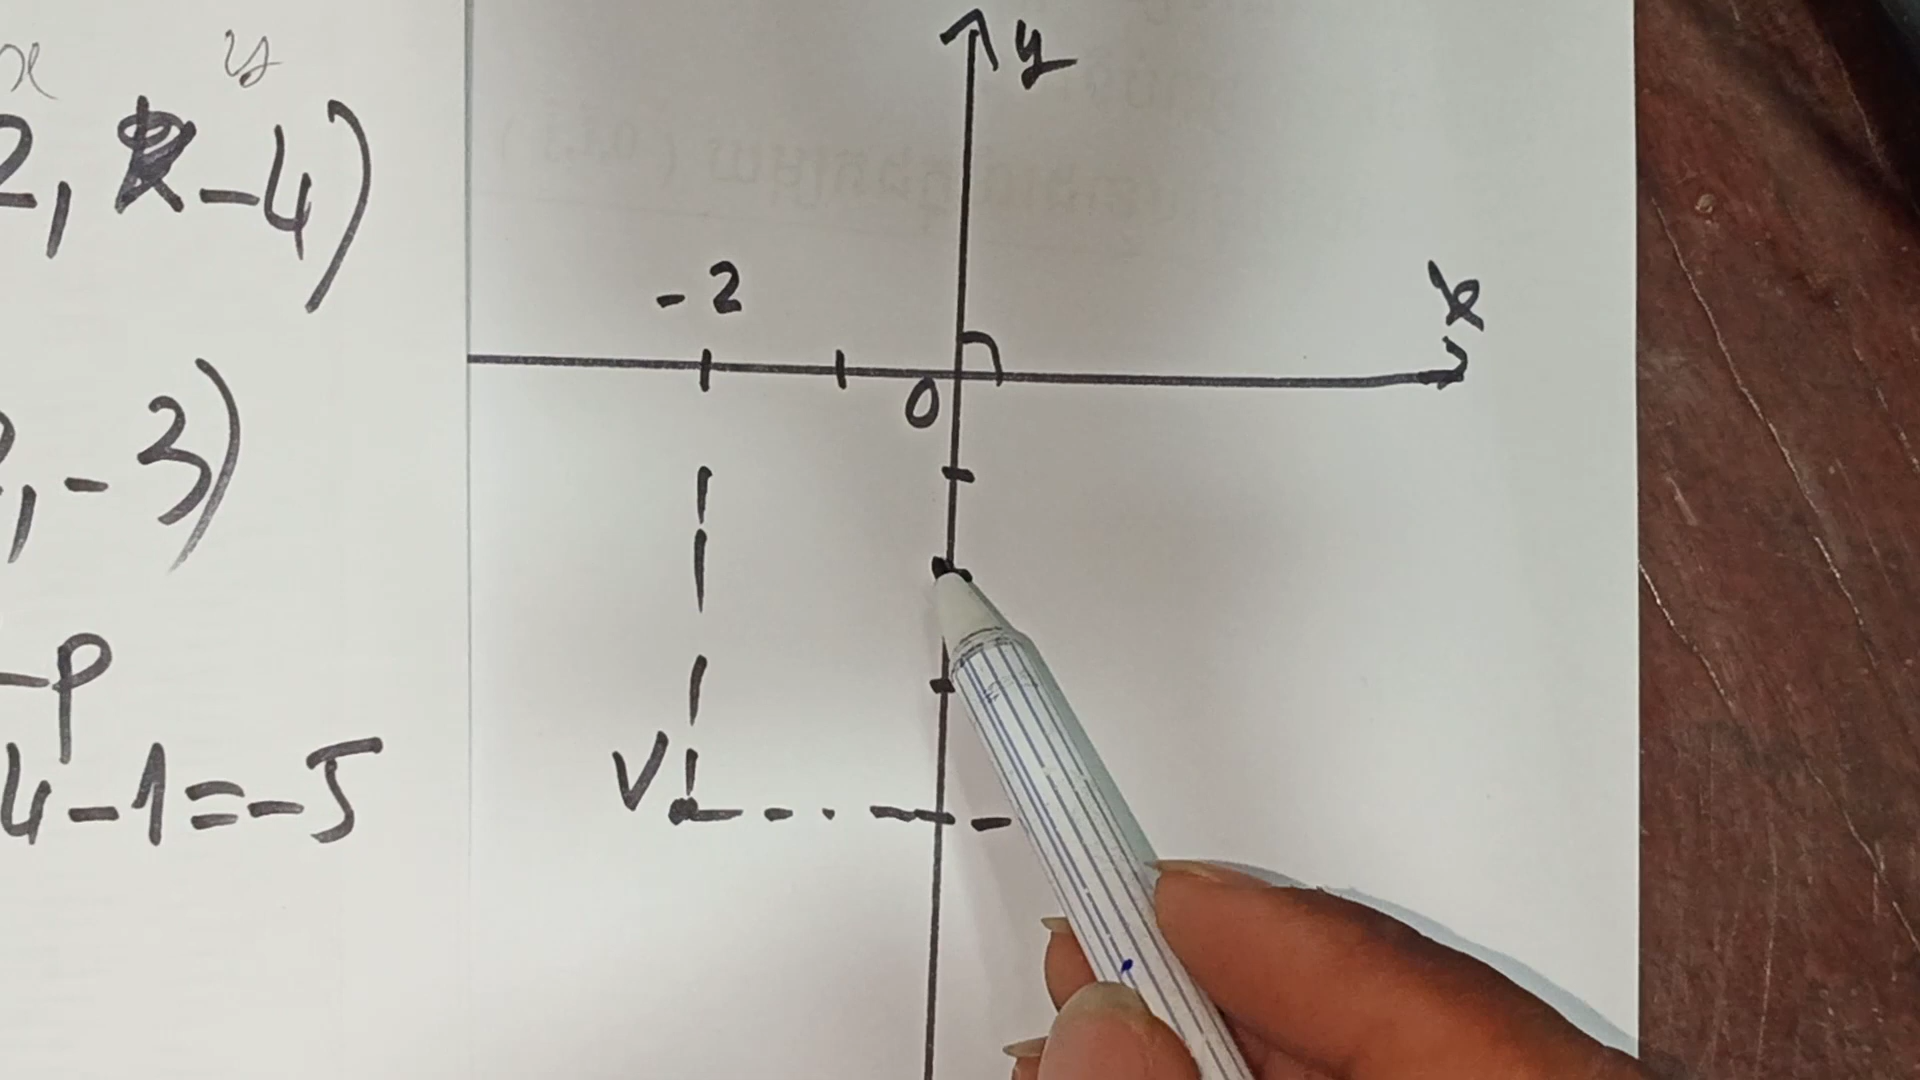 x y
2, -4)
, -3)
-p
4-1=-5
y
-2
x
0
V